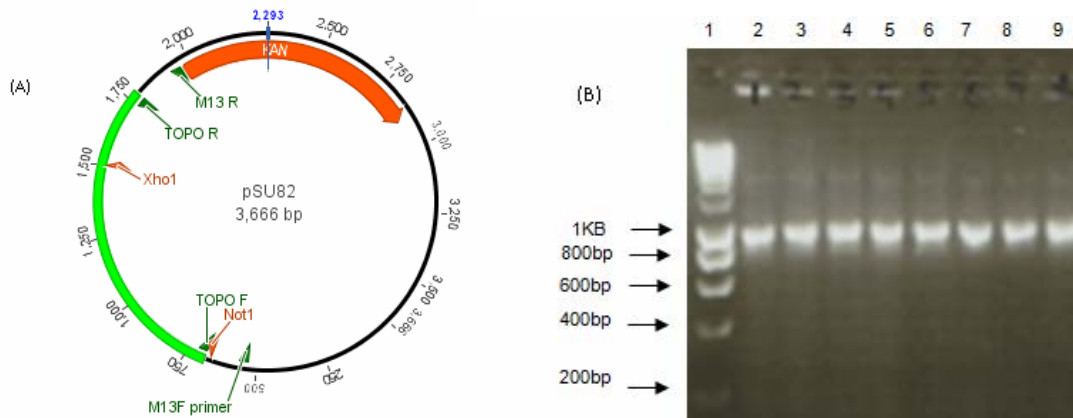 (A)
2,293
2,000
2,500
KAN
2,750
1,750
M13 R
TOPO R
3,000
1,500
Xho1
pSU82
3,666 bp
3,250
1,250
TOPO F
Not1
1,000
3,500
3,666
750
500
250
M13F primer
(B)
1 2 3 4 5 6 7 8 9
1KB
800bp
600bp
400bp
200bp